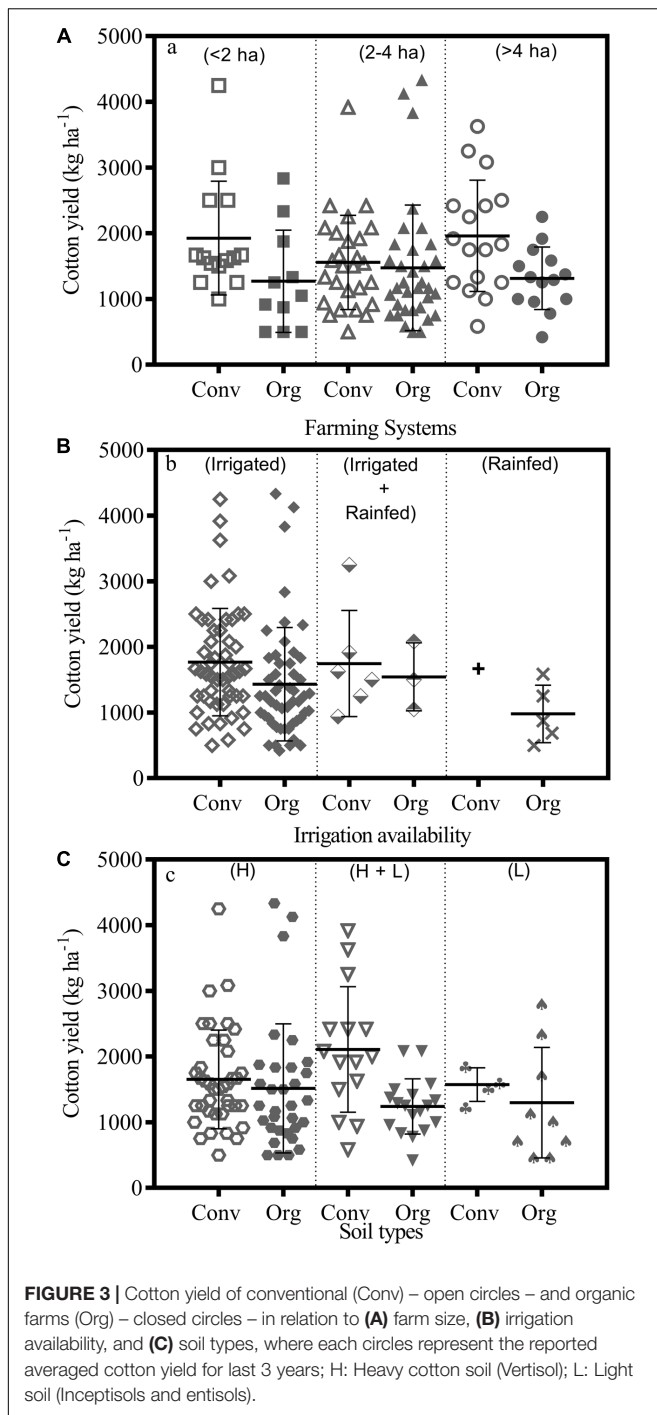 A
a
(<2 ha) (2-4 ha) (>4 ha)
Cotton yield (kg ha-1)
5000
4000
3000
2000
1000
0
Conv Org Conv Org Conv Org
Farming Systems
B
b
(Irrigated) (Irrigated + Rainfed) (Rainfed)
Cotton yield (kg ha-1)
5000
4000
3000
2000
1000
0
Conv Org Conv Org Conv Org
Irrigation availability
C
c
(H) (H + L) (L)
Cotton yield (kg ha-1)
5000
4000
3000
2000
1000
0
Conv Org Conv Org Conv Org
Soil types
FIGURE 3 | Cotton yield of conventional (Conv) – open circles – and organic
farms (Org) – closed circles – in relation to (A) farm size, (B) irrigation
availability, and (C) soil types, where each circles represent the reported
averaged cotton yield for last 3 years; H: Heavy cotton soil (Vertisol); L: Light
soil (Inceptisols and entisols).